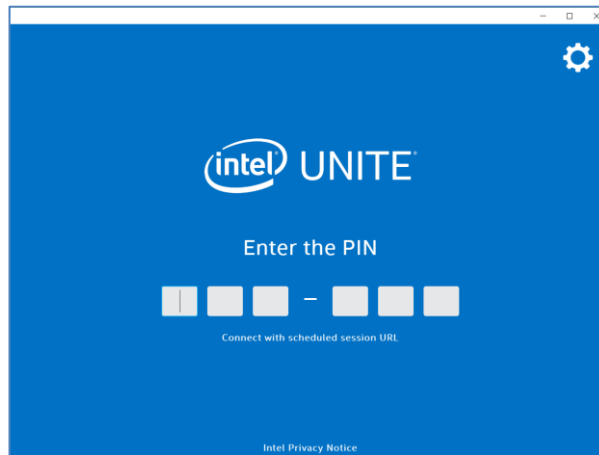 intel UNITE
Enter the PIN
–
Connect with scheduled session URL
Intel Privacy Notice